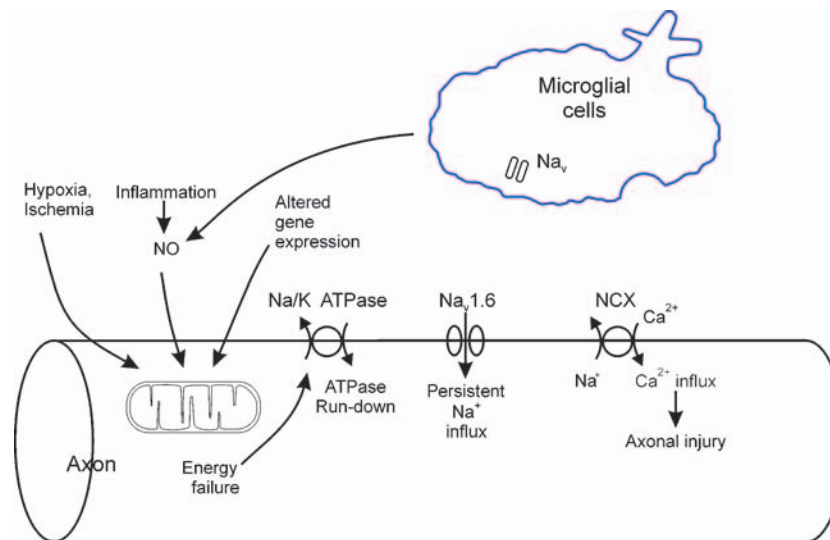 Microglial
cells
Naᵥ
Hypoxia,
Ischemia
Inflammation
NO
Altered
gene
expression
Na/K ATPase
Naᵥ1.6
NCX
Ca²⁺
ATPase
Run-down
Persistent
Na⁺
influx
Na⁺
Ca²⁺ influx
Axonal injury
Axon
Energy
failure